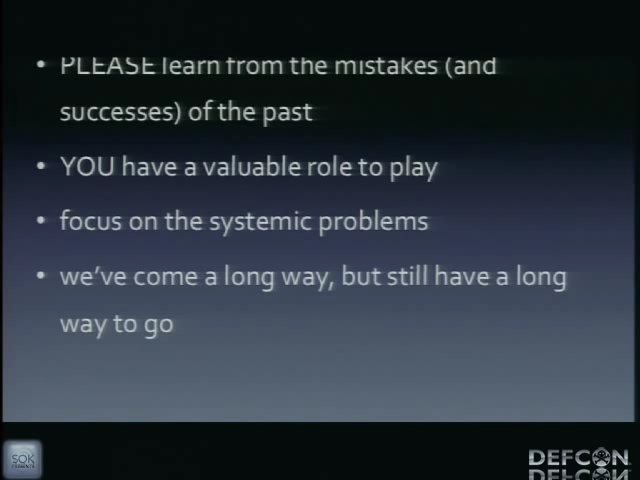 • PLEASE learn from the mistakes (and
successes) of the past
• YOU have a valuable role to play
• focus on the systemic problems
• we've come a long way, but still have a long
way to go
SOK
DEFCON